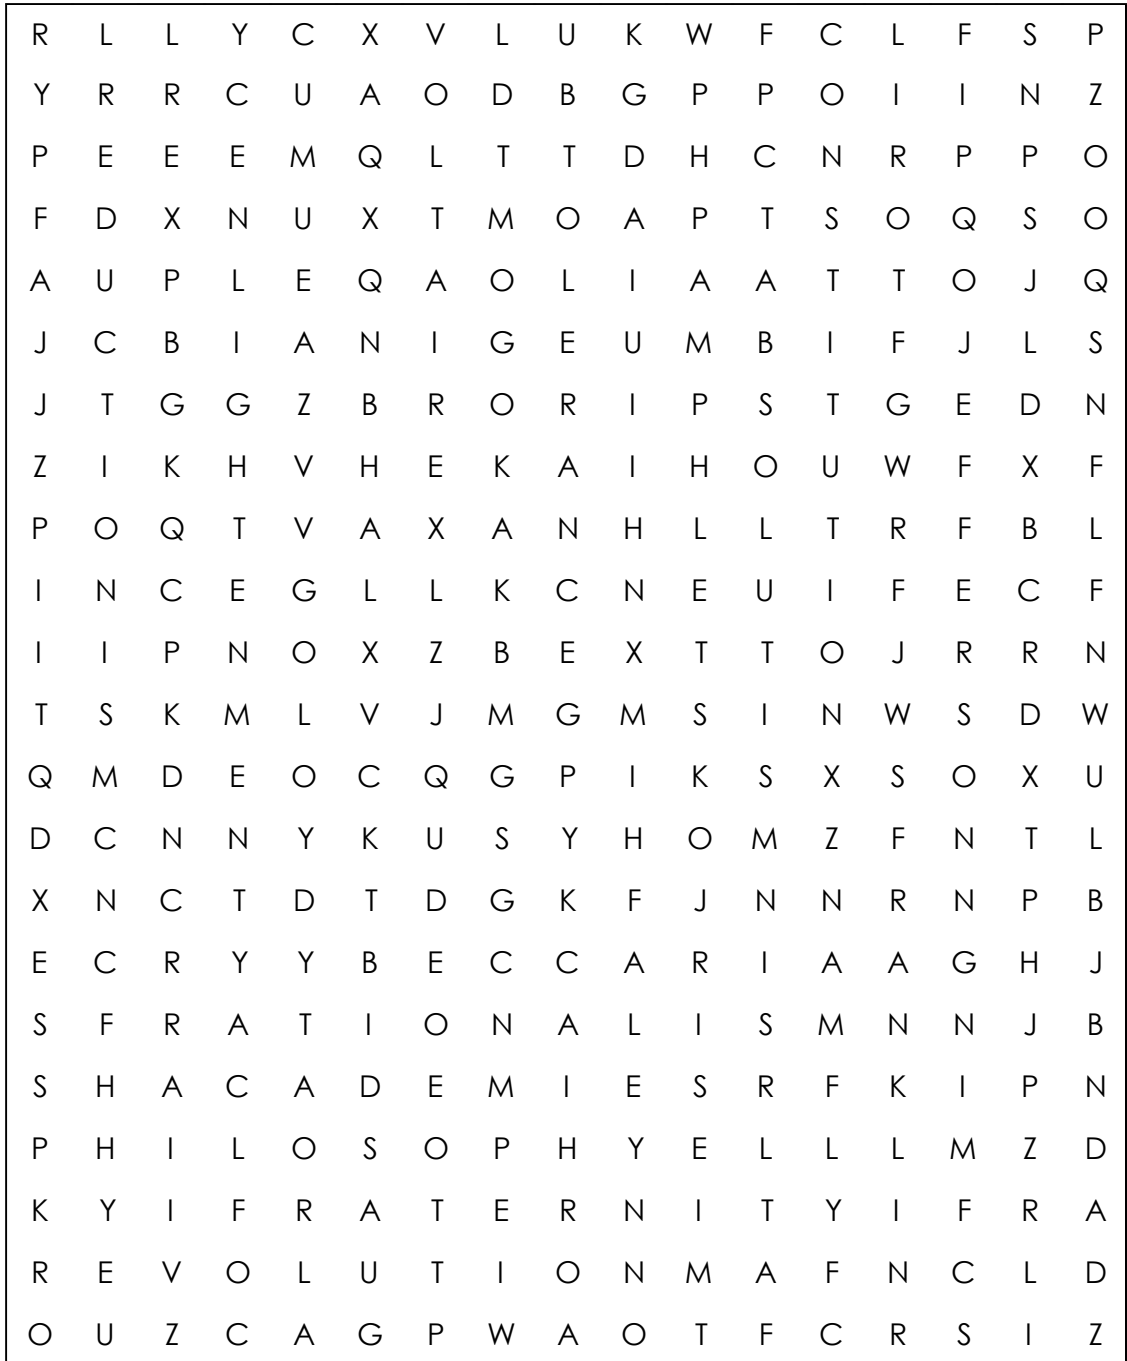 R L L Y C X V L U K W F C L F S P
Y R R C U A O D B G P P O I I N Z
P E E E M Q L T T D H C N R P P O
F D X N U X T M O A P T S O Q S O
A U P L E Q A O L I A A T T O J Q
J C B I A N I G E U M B I F J L S
J T G G Z B R O R I P S T G E D N
Z I K H V H E K A I H O U W F X F
P O Q T V A X A N H L L T R F B L
I N C E G L L K C N E U I F E C F
I I P N O X Z B E X T T O J R R N
T S K M L V J M G M S I N W S D W
Q M D E O C Q G P I K S X S O X U
D C N N Y K U S Y H O M Z F N T L
X N C T D T D G K F J N N R N P B
E C R Y Y B E C C A R I A A G H J
S F R A T I O N A L I S M N N J B
S H A C A D E M I E S R F K I P N
P H I L O S O P H Y E L L L M Z D
K Y I F R A T E R N I T Y I F R A
R E V O L U T I O N M A F N C L D
O U Z C A G P W A O T F C R S I Z